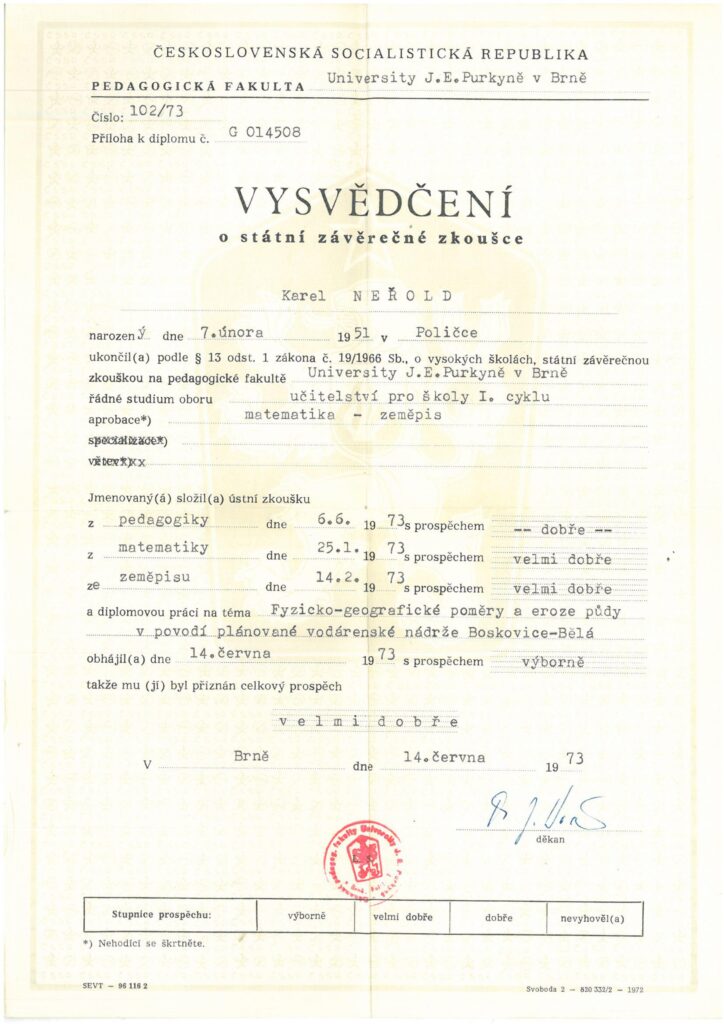 ČESKOSLOVENSKÁ SOCIALISTICKÁ REPUBLIKA
PEDAGOGICKÁ FAKULTA University J.E.Purkyně v Brně
Číslo: 102/73
Příloha k diplomu č. G 014508
VYSVĚDČENÍ
o státní závěrečné zkoušce
Karel NEŘOLD
narozený dne 7.února 1951 v Poličce
ukončil(a) podle § 13 odst. 1 zákona č. 19/1966 Sb., o vysokých školách, státní závěrečnou
zkouškou na pedagogické fakultě University J.E.Purkyně v Brně
řádné studium oboru učitelství pro školy I. cyklu
aprobace*) matematika - zeměpis
specializace*)
větev*)
Jmenovaný(á) složil(a) ústní zkoušku
z pedagogiky dne 6.6. 1973 s prospěchem -- dobře --
z matematiky dne 25.1. 1973 s prospěchem velmi dobře
ze zeměpisu dne 14.2. 1973 s prospěchem velmi dobře
a diplomovou práci na téma Fyzicko-geografické poměry a eroze půdy
v povodí plánované vodárenské nádrže Boskovice-Bělá
obhájil(a) dne 14.června 1973 s prospěchem výborně
takže mu (jí) byl přiznán celkový prospěch
velmi dobře
V Brně dne 14.června 1973
děkan
Stupnice prospěchu: výborně velmi dobře dobře nevyhověl(a)
*) Nehodící se škrtněte.
SEVT — 96 116 2 Svoboda 2 — 820 332/2 — 1972